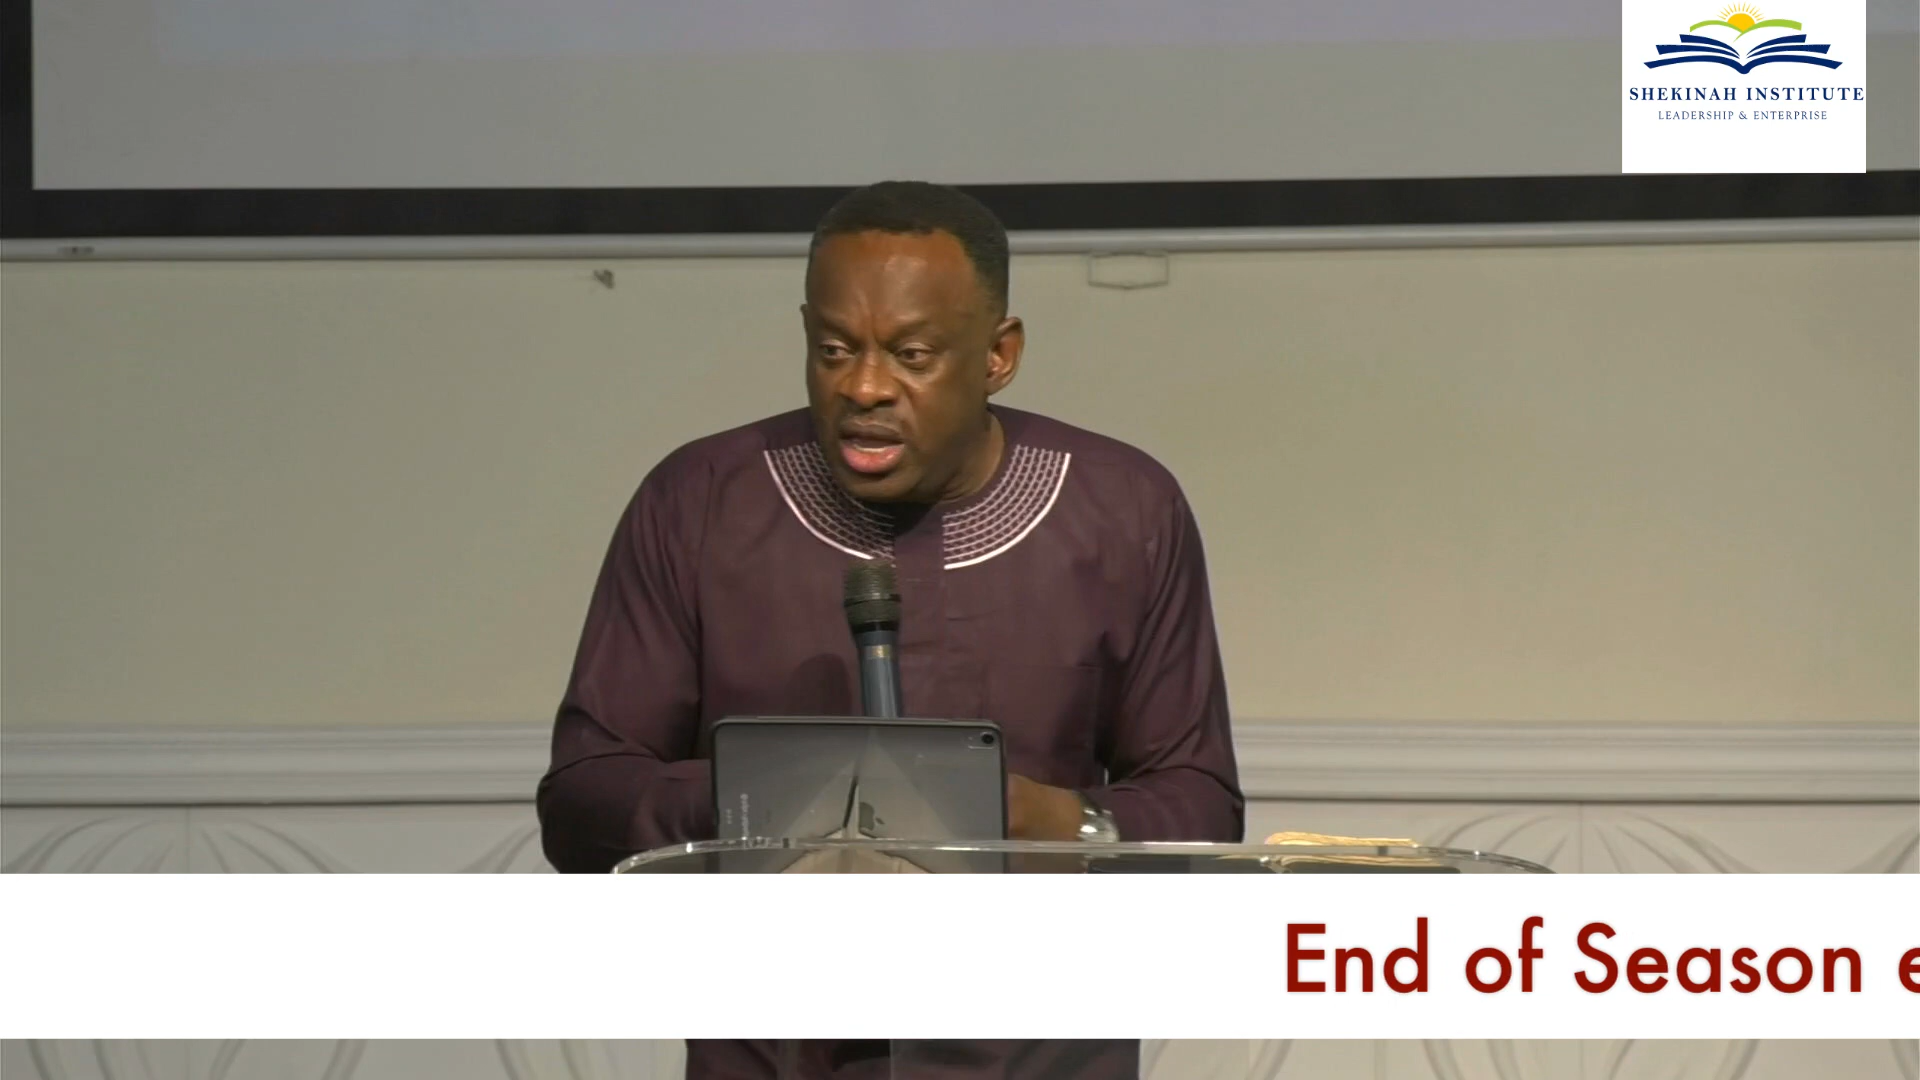 SHEKINAH INSTITUTE
LEADERSHIP & ENTERPRISE
End of Season e